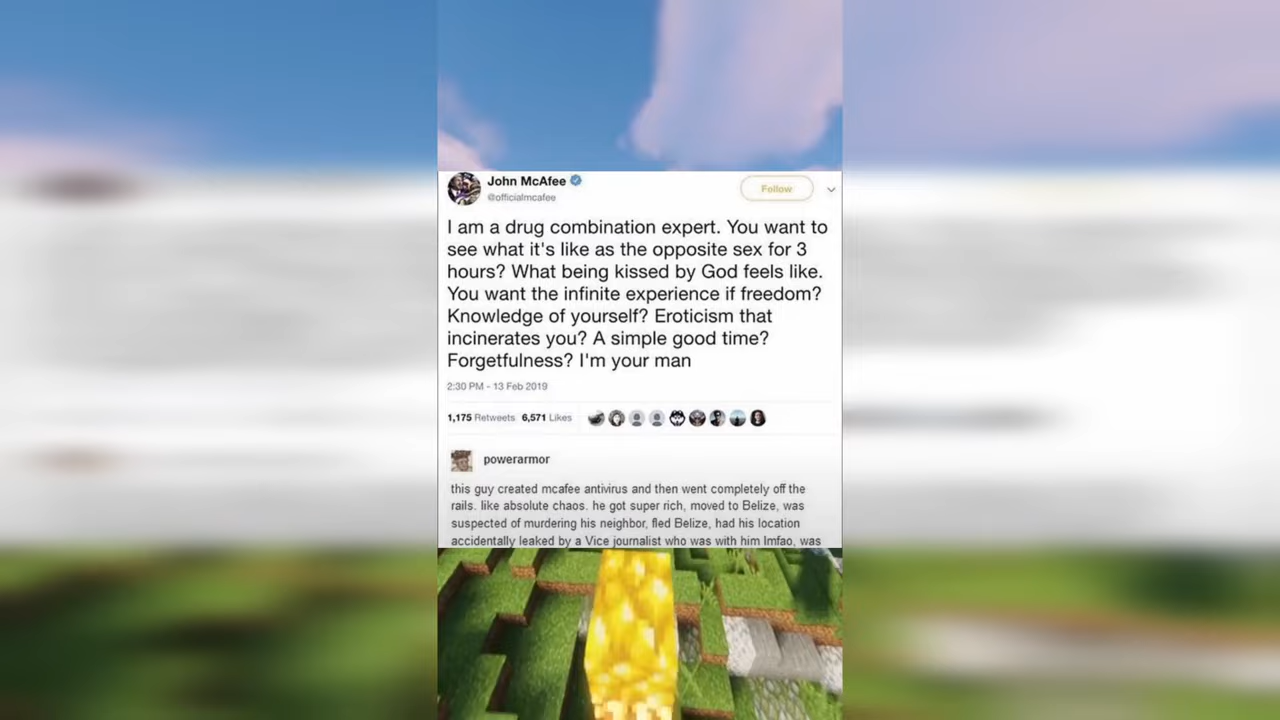 John McAfee
@officialmcafee
Follow
I am a drug combination expert. You want to
see what it's like as the opposite sex for 3
hours? What being kissed by God feels like.
You want the infinite experience if freedom?
Knowledge of yourself? Eroticism that
incinerates you? A simple good time?
Forgetfulness? I'm your man
2:30 PM - 13 Feb 2019
1,175 Retweets 6,571 Likes
powerarmor
this guy created mcafee antivirus and then went completely off the
rails. like absolute chaos. he got super rich, moved to Belize, was
suspected of murdering his neighbor, fled Belize, had his location
accidentally leaked by a Vice journalist who was with him lmfao, was